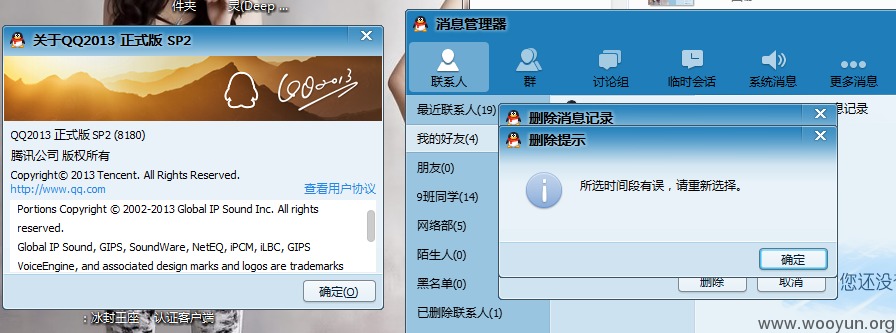 件夹 灵(Deep ...
关于QQ2013 正式版 SP2
QQ2013
QQ2013 正式版 SP2 (8180)
腾讯公司 版权所有
Copyright© 2013 Tencent. All Rights Reserved.
http://www.qq.com 查看用户协议
Portions Copyright © 2002-2013 Global IP Sound Inc. All rights
reserved.
Global IP Sound, GIPS, SoundWare, NetEQ, iPCM, iLBC, GIPS
VoiceEngine, and associated design marks and logos are trademarks
确定(O)
冰封王座 认证客户端
消息管理器
联系人 群 讨论组 临时会话 系统消息 更多消息
最近联系人(19)
我的好友(4)
朋友(0)
9班同学(14)
网络部(5)
陌生人(0)
黑名单(0)
已删除联系人(1)
记录
删除消息记录
删除提示
所选时间段有误，请重新选择。
确定
删除 取消
您还没
www.wooyun.org